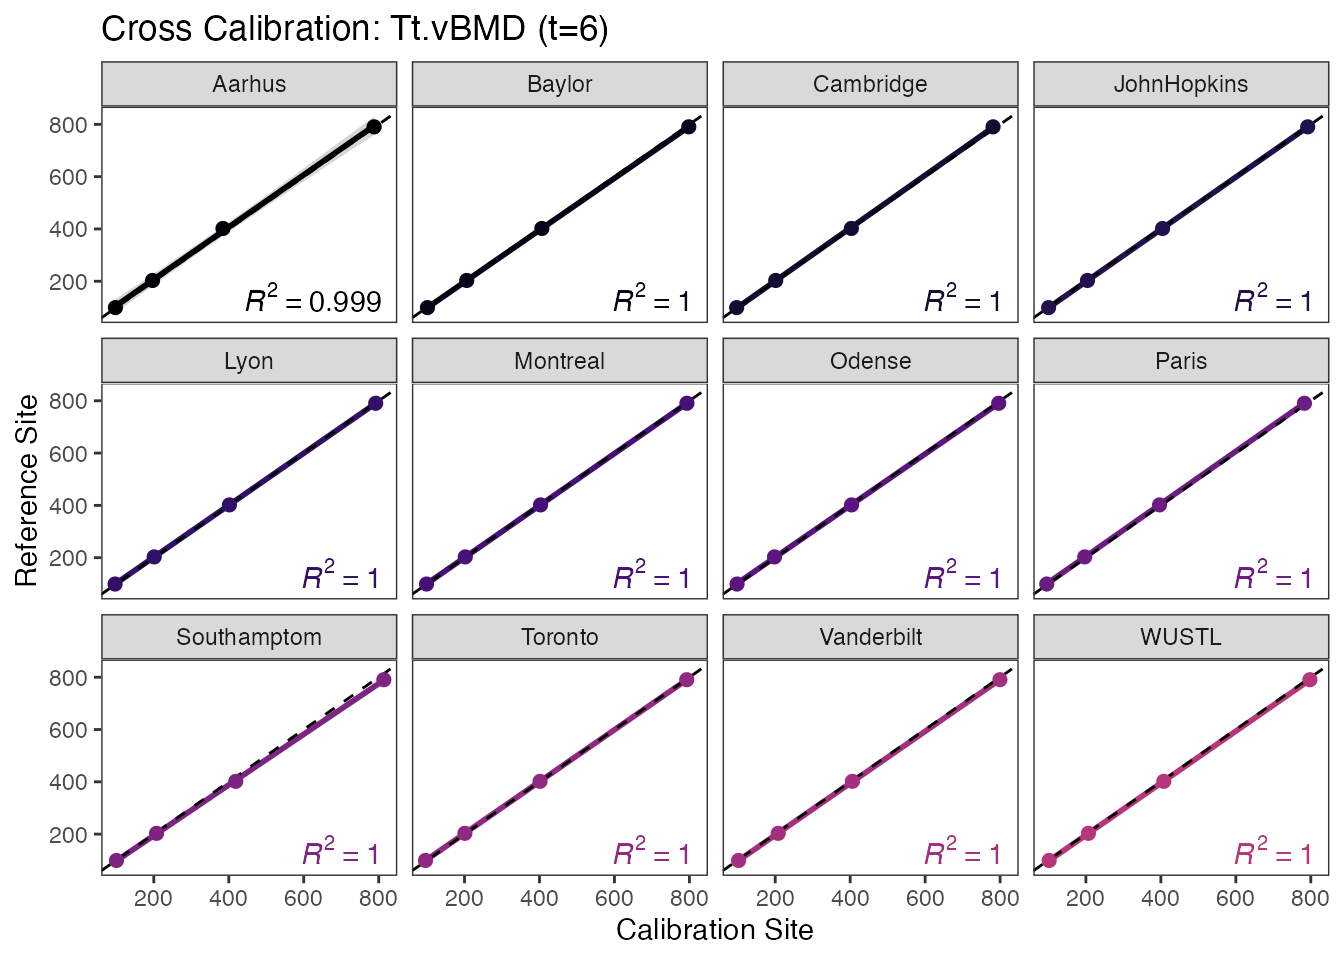 Cross Calibration: Tt.vBMD (t=6)
Aarhus Baylor Cambridge JohnHopkins
800
600
400
200
R² = 0.999 R² = 1 R² = 1 R² = 1
Lyon Montreal Odense Paris
800
600
400
200
R² = 1 R² = 1 R² = 1 R² = 1
Southamptom Toronto Vanderbilt WUSTL
800
600
400
200
R² = 1 R² = 1 R² = 1 R² = 1
200 400 600 800 200 400 600 800 200 400 600 800 200 400 600 800
Calibration Site
Reference Site